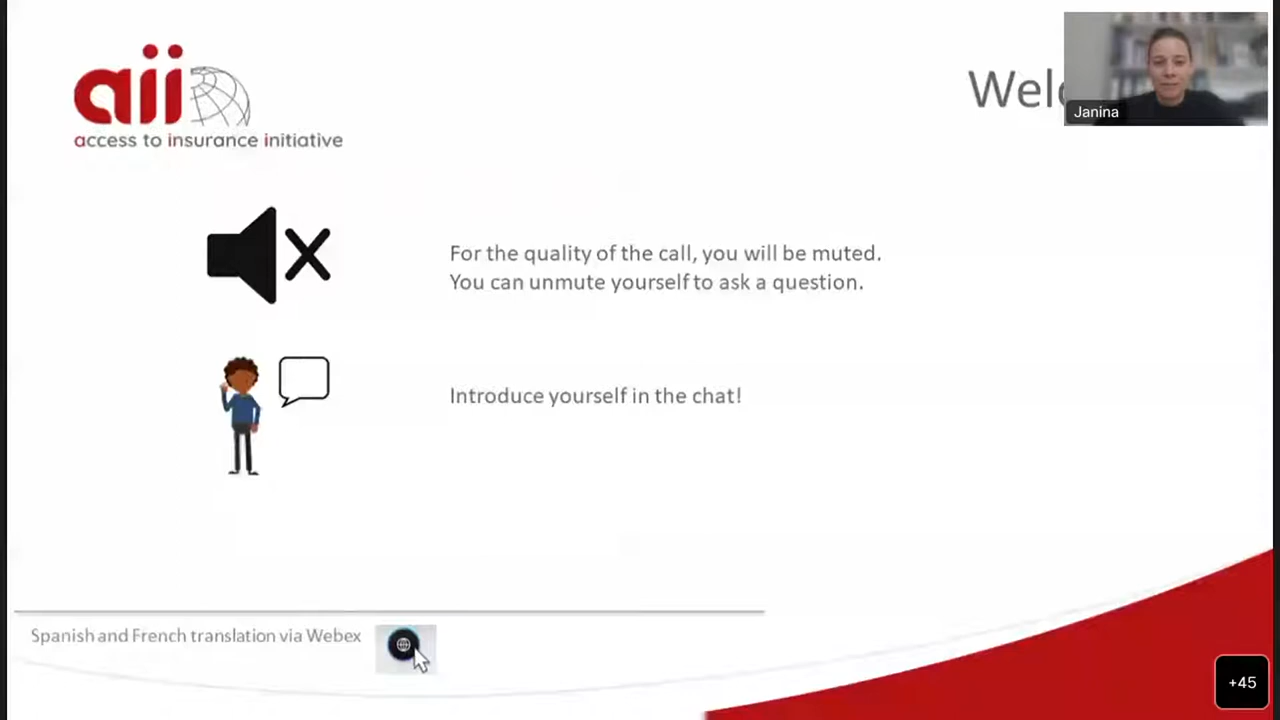 aii
access to insurance initiative
Janina
For the quality of the call, you will be muted.
You can unmute yourself to ask a question.
Introduce yourself in the chat!
Spanish and French translation via Webex
+45